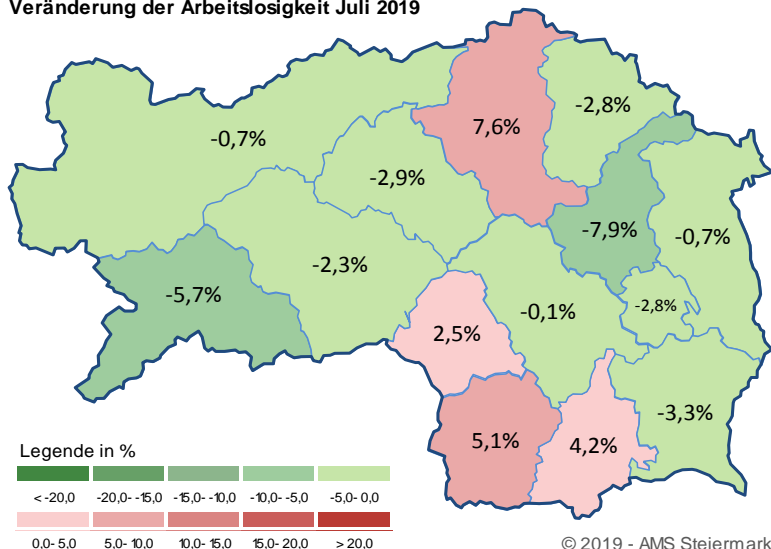 Veränderung der Arbeitslosigkeit Juli 2019
7,6%
-2,8%
-0,7%
-2,9%
-7,9%
-0,7%
-2,3%
-5,7%
-0,1%
-2,8%
2,5%
-3,3%
5,1%
4,2%
Legende in %
< -20,0 -20,0- -15,0 -15,0- -10,0 -10,0- -5,0 -5,0- 0,0
0,0- 5,0 5,0- 10,0 10,0- 15,0 15,0- 20,0 > 20,0
© 2019 - AMS Steiermark